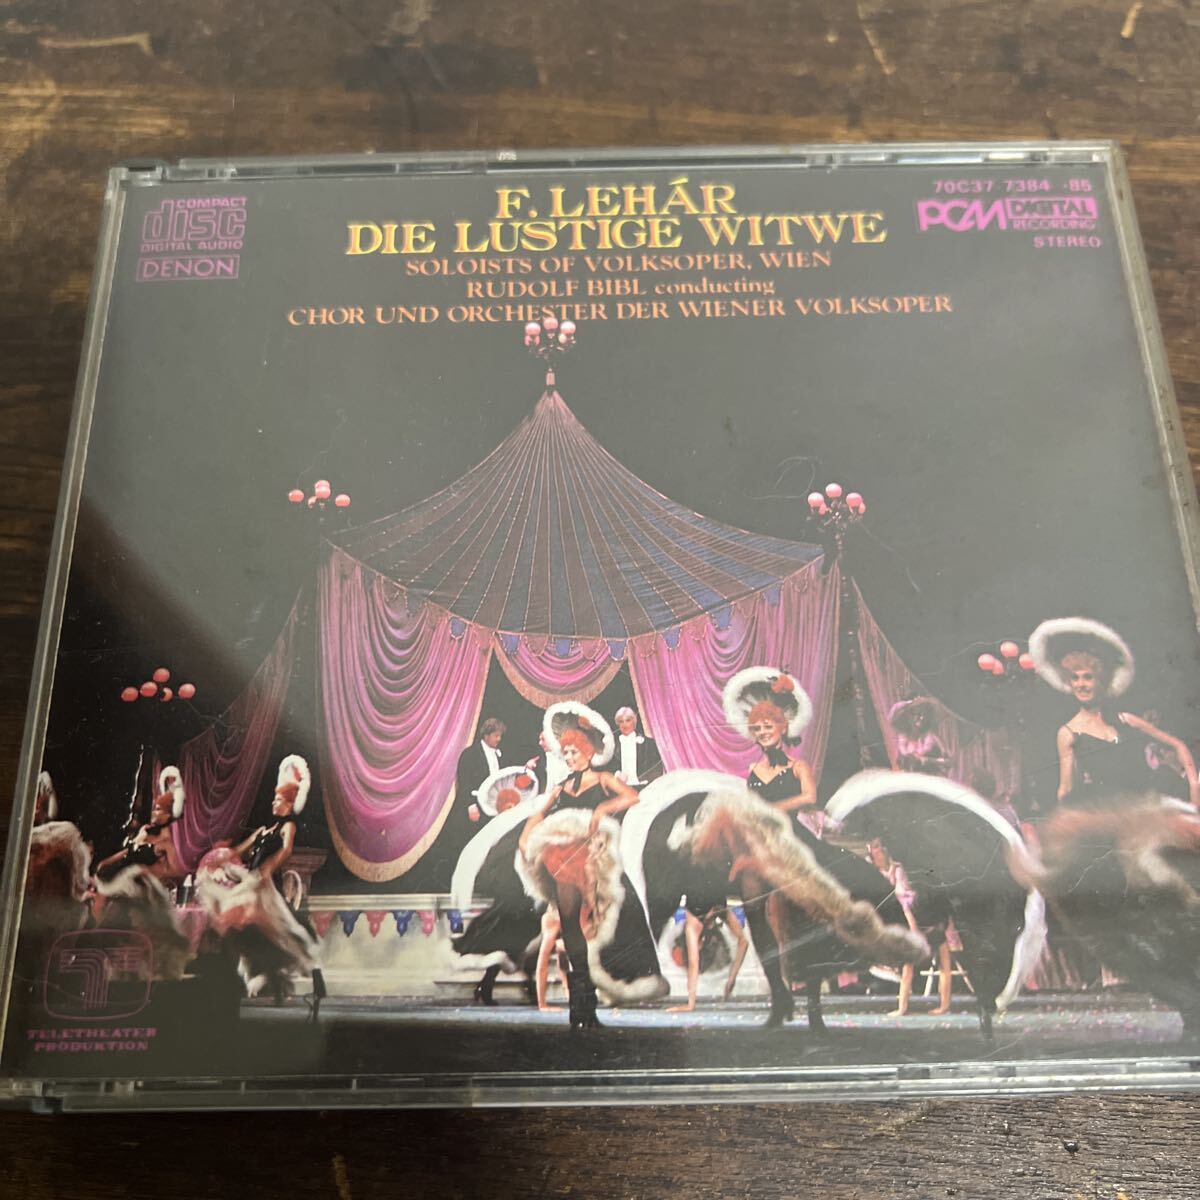 COMPACT
disc
DIGITAL AUDIO
DENON
F. LEHÁR
DIE LUSTIGE WITWE
SOLOISTS OF VOLKSOPER, WIEN
RUDOLF BIBL conducting
CHOR UND ORCHESTER DER WIENER VOLKSOPER
70C37-7384 -85
PCM DIGITAL
RECORDING
STEREO
TELETHEATER
PRODUKTION